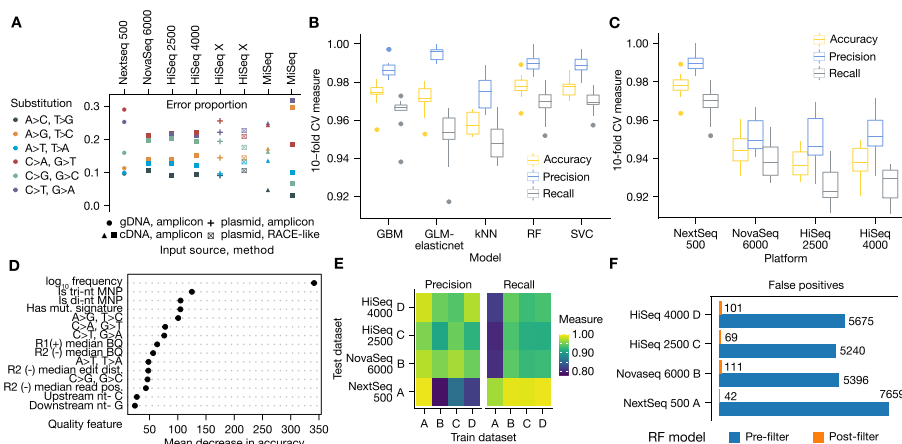 A
Nextseq 500
NovaSeq 6000
HiSeq 2500
HiSeq 4000
HiSeq X
HiSeq X
MiSeq
MiSeq
Error proportion
Substitution
A>C, T>G
A>G, T>C
A>T, T>A
C>A, G>T
C>G, G>C
C>T, G>A
0.3
0.2
0.1
0.0
gDNA, amplicon
plasmid, amplicon
cDNA, amplicon
plasmid, RACE-like
Input source, method
B
10-fold CV measure
1.00
0.98
0.96
0.94
0.92
Accuracy
Precision
Recall
GBM
GLM-
elasticnet
kNN
RF
SVC
Model
C
10-fold CV measure
1.00
0.98
0.96
0.94
0.92
Accuracy
Precision
Recall
NextSeq
500
NovaSeq
6000
HiSeq
2500
HiSeq
4000
Platform
D
log10 frequency
Is tri-nt MNP
Is di-nt MNP
Has mut. signature
A>G, T>C
C>A, G>T
C>T, G>A
R1(+) median BQ
R2 (-) median BQ
A>T, T>A
R2 (-) median edit dist.
C>G, G>C
R2 (-) median read pos.
Upstream nt- C
Downstream nt- G
Quality feature
50 100 150 200 250 300 350
Mean decrease in accuracy
E
Precision Recall
Test dataset
HiSeq
4000 D
HiSeq
2500 C
NovaSeq
6000 B
NextSeq
500 A
A B C D A B C D
Train dataset
Measure
1.00
0.90
0.80
F
False positives
HiSeq 4000 D
101
5675
HiSeq 2500 C
69
5240
Novaseq 6000 B
111
5396
NextSeq 500 A
42
7659
RF model Pre-filter Post-filter